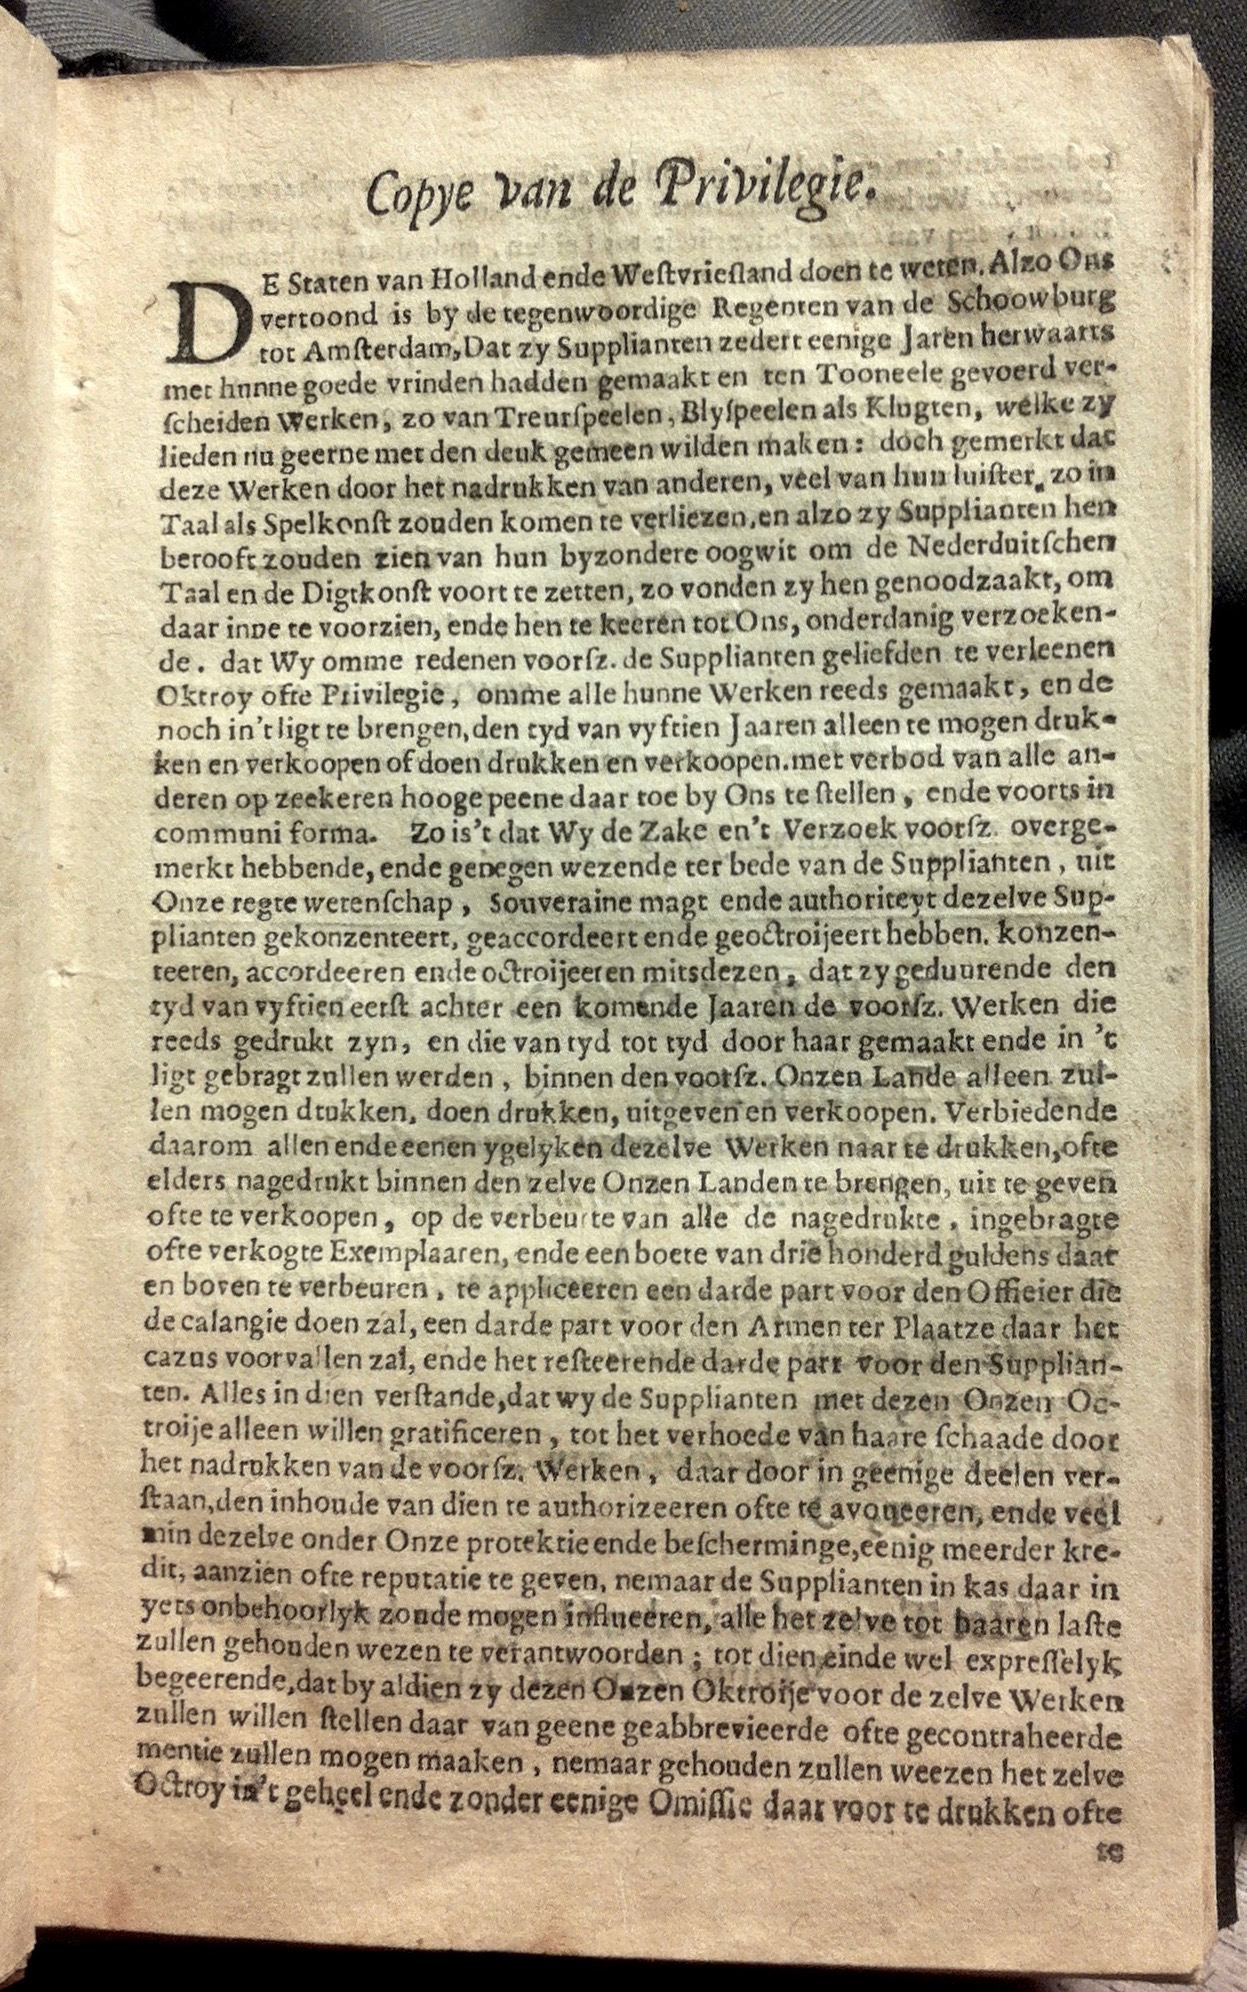 Copye van de Privilegie.
DE Staten van Holland ende Westvriesland doen te weten. Alzo Ons
vertoond is by de tegenwoordige Regenten van de Schoowburg
tot Amsterdam, Dat zy Supplianten zedert eenige Jaren herwaarts
met hunne goede vrinden hadden gemaakt en ten Tooneele gevoerd ver-
scheiden Werken, zo van Treurspeelen, Blyspeelen als Klugten, welke zy
lieden nu geerne met den deuk gemeen wilden maken: doch gemerkt dat
deze Werken door het nadrukken van anderen, veel van hun luister, zo in
Taal als Spelkonst zouden komen te verliezen, en alzo zy Supplianten hen
berooft zouden zien van hun byzondere oogwit om de Nederduitschen
Taal en de Digtkonst voort te zetten, zo vonden zy hen genoodzaakt, om
daar inne te voorzien, ende hen te keeren tot Ons, onderdanig verzoeken-
de. dat Wy omme redenen voorsz. de Supplianten geliefden te verleenen
Oktroy ofte Privilegie, omme alle hunne Werken reeds gemaakt, ende
noch in't ligt te brengen, den tyd van vyftien Jaaren alleen te mogen druk-
ken en verkoopen of doen drukken en verkoopen. met verbod van alle an-
deren op zeekeren hooge peene daar toe by Ons te stellen, ende voorts in
communi forma. Zo is't dat Wy de Zake en't Verzoek voorsz. overge-
merkt hebbende, ende genegen wezende ter bede van de Supplianten, uit
Onze regte wetenschap, Souveraine magt ende authoriteyt dezelve Sup-
plianten gekonzenteert, geaccordeert ende geoctroijeert hebben. konzen-
teeren, accordeeren ende octroijeeren mitsdezen, dat zy geduurende den
tyd van vyftien eerst achter een komende Jaaren de voorsz. Werken die
reeds gedrukt zyn, en die van tyd tot tyd door haar gemaakt ende in 't
ligt gebragt zullen werden, binnen den voorsz. Onzen Lande alleen zul-
len mogen drukken, doen drukken, uitgeven en verkoopen. Verbiedende
daarom allen ende eenen ygelyken dezelve Werken naar te drukken, ofte
elders nagedrukt binnen den zelve Onzen Landen te brengen, uit te geven
ofte te verkoopen, op de verbeurte van alle de nagedrukte, ingebragte
ofte verkogte Exemplaaren, ende een boete van drie honderd guldens daar
en boven te verbeuren, te appliceeren een darde part voor den Officier die
de calangie doen zal, een darde part voor den Armen ter Plaatze daar het
cazus voorvallen zal, ende het resteerende darde part voor den Supplian-
ten. Alles in dien verstande, dat wy de Supplianten met dezen Onzen Oc-
troije alleen willen gratificeren, tot het verhoede van haare schaade door
het nadrukken van de voorsz. Werken, daar door in geenige deelen ver-
staan, den inhoude van dien te authorizeeren ofte te avoueeren, ende veel
min dezelve onder Onze protektie ende bescherminge, eenig meerder kre-
dit, aanzien ofte reputatie te geven, nemaar de Supplianten in kas daar in
yets onbehoorlyk zoude mogen influeeren, alle het zelve tot haaren laste
zullen gehouden wezen te verantwoorden; tot dien einde wel expresselyk
begeerende, dat by aldien zy dezen Onzen Oktroije voor de zelve Werken
zullen willen stellen daar van geene geabbrevieerde ofte gecontraheerde
mentie zullen mogen maaken, nemaar gehouden zullen weezen het zelve
Octroy in't geheel ende zonder eenige Omissie daar voor te drukken ofte
te